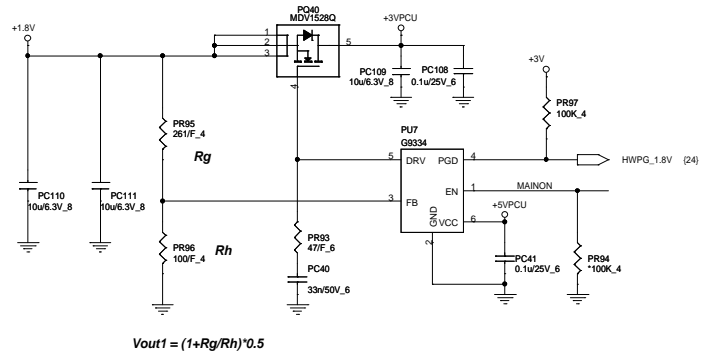 PQ40
MDV1528Q
+1.8V
1
2
3
5
4
+3VPCU
PC109
10u/6.3V_8
PC108
0.1u/25V_6
+3V
PR97
100K_4
PR95
261/F_4
Rg
PU7
G9334
5
DRV
PGD
4
HWPG_1.8V {24}
EN
1
MAINON
3
FB
GND
VCC
6
2
+5VPCU
PC110
10u/6.3V_8
PC111
10u/6.3V_8
PR96
100/F_4
Rh
PR93
47/F_6
PC40
33n/50V_6
PC41
0.1u/25V_6
PR94
*100K_4
Vout1 = (1+Rg/Rh)*0.5